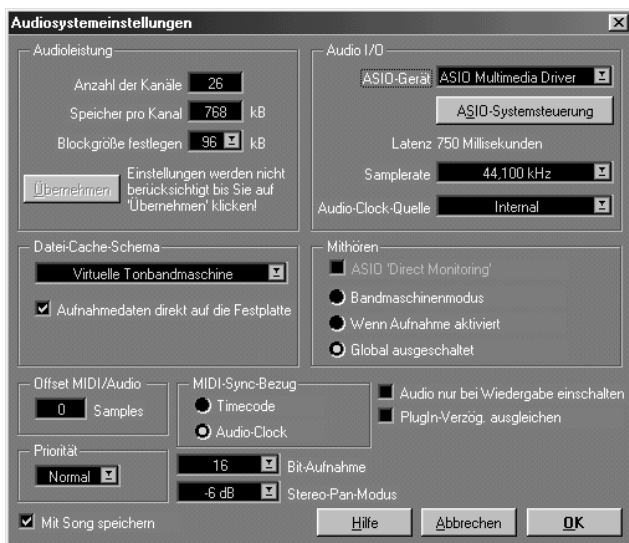 Audiosystemeinstellungen
Audioleistung
Anzahl der Kanäle 26
Speicher pro Kanal 768 kB
Blockgröße festlegen 96 kB
Übernehmen
Einstellungen werden nicht
berücksichtigt bis Sie auf
'Übernehmen' klicken!
Audio I/O
ASIO-Gerät ASIO Multimedia Driver
ASIO-Systemsteuerung
Latenz 750 Millisekunden
Samplerate 44,100 kHz
Audio-Clock-Quelle Internal
Datei-Cache-Schema
Virtuelle Tonbandmaschine
Aufnahmedaten direkt auf die Festplatte
Mithören
ASIO 'Direct Monitoring'
Bandmaschinenmodus
Wenn Aufnahme aktiviert
Global ausgeschaltet
Offset MIDI/Audio
0 Samples
MIDI-Sync-Bezug
Timecode
Audio-Clock
Audio nur bei Wiedergabe einschalten
PlugIn-Verzög. ausgleichen
Priorität
Normal
16 Bit-Aufnahme
-6 dB Stereo-Pan-Modus
Mit Song speichern
Hilfe
Abbrechen
OK